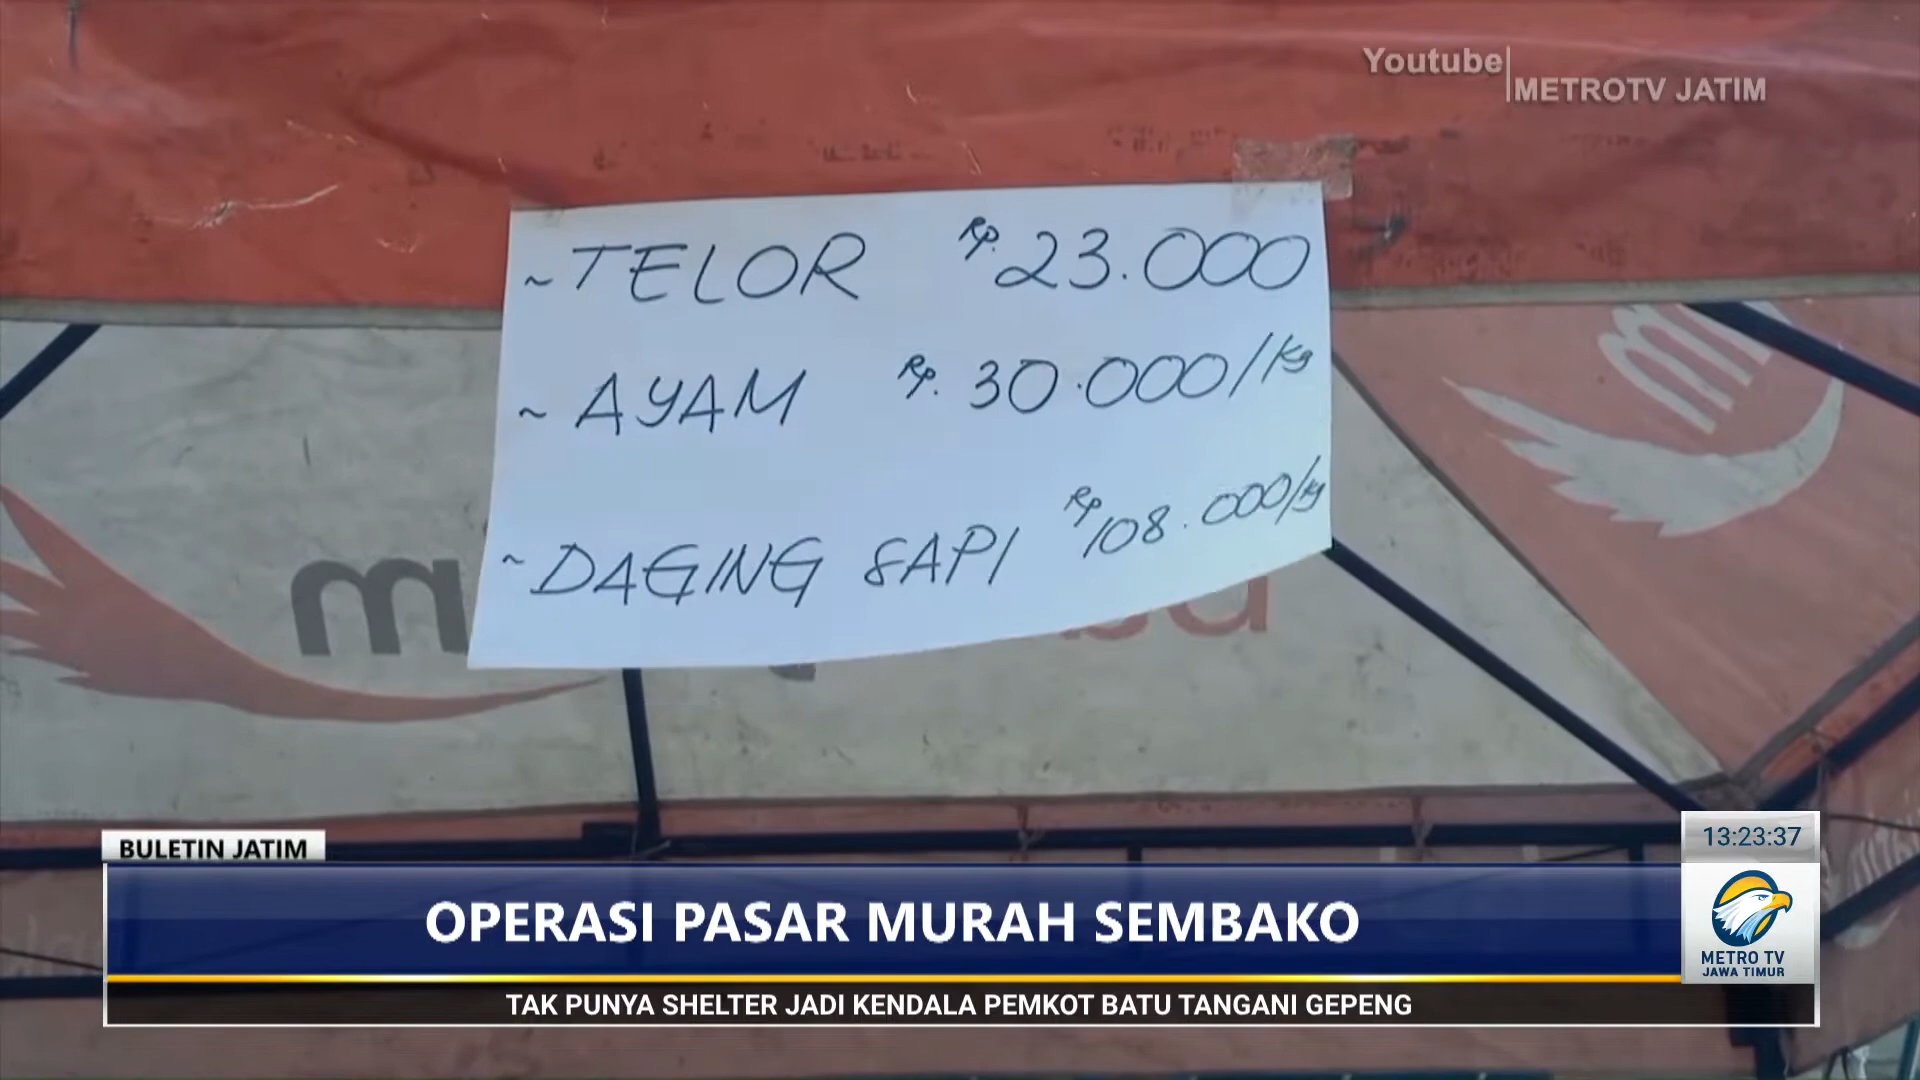 Youtube
METROTV JATIM
~ TELOR Rp. 23.000
~ AYAM Rp. 30.000/kg
~ DAGING SAPI Rp 108.000/kg
BULETIN JATIM
13:23:37
OPERASI PASAR MURAH SEMBAKO
METRO TV
JAWA TIMUR
TAK PUNYA SHELTER JADI KENDALA PEMKOT BATU TANGANI GEPENG